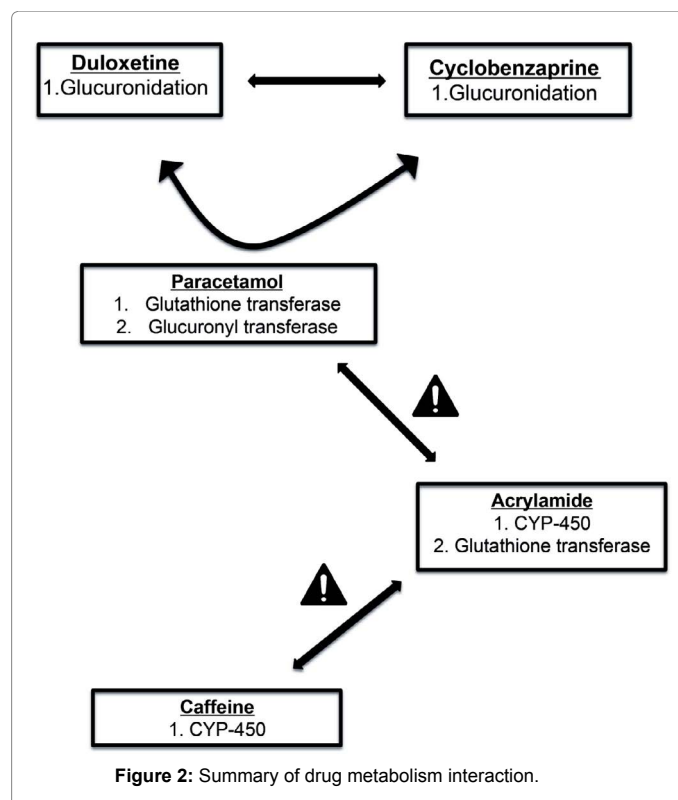 Duloxetine
1.Glucuronidation
Cyclobenzaprine
1.Glucuronidation
Paracetamol
1. Glutathione transferase
2. Glucuronyl transferase
Acrylamide
1. CYP-450
2. Glutathione transferase
Caffeine
1. CYP-450
Figure 2: Summary of drug metabolism interaction.